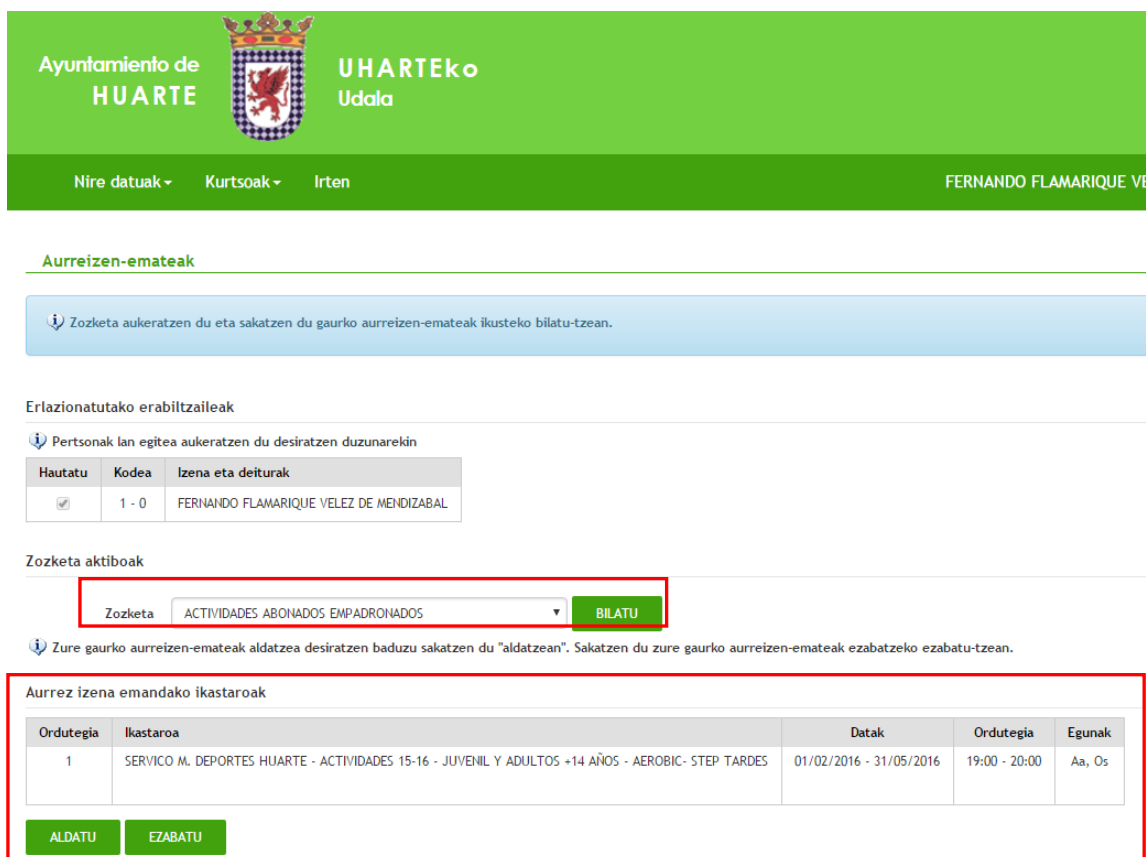 Ayuntamiento de
HUARTE
UHARTEko
Udala
Nire datuak Kurtsoak Irten FERNANDO FLAMARIQUE VE
Aurreizen-emateak
Zozketa aukeratzen du eta sakatzen du gaurko aurreizen-emateak ikusteko bilatu-tzean.
Erlazionatutako erabiltzaileak
Pertsonak lan egitea aukeratzen du desiratzen duzunarekin
Hautatu Kodea Izena eta deiturak
1 - 0 FERNANDO FLAMARIQUE VELEZ DE MENDIZABAL
Zozketa aktiboak
Zozketa ACTIVIDADES ABONADOS EMPADRONADOS BILATU
Zure gaurko aurreizen-emateak aldatzea desiratzen baduzu sakatzen du "aldatzean". Sakatzen du zure gaurko aurreizen-emateak ezabatzeko ezabatu-tzean.
Aurrez izena emandako ikastaroak
Ordutegia Ikastaroa Datak Ordutegia Egunak
1 SERVICO M. DEPORTES HUARTE - ACTIVIDADES 15-16 - JUVENIL Y ADULTOS +14 AÑOS - AEROBIC- STEP TARDES 01/02/2016 - 31/05/2016 19:00 - 20:00 Aa, Os
ALDATU EZABATU